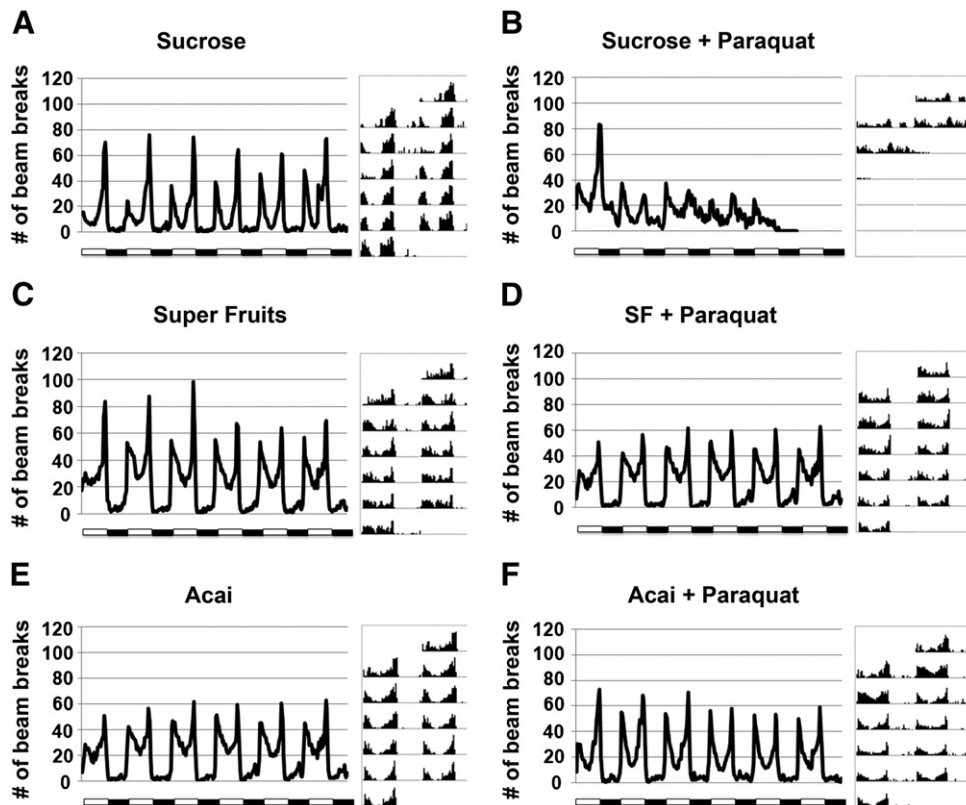 A
Sucrose
# of beam breaks
120
100
80
60
40
20
0
B
Sucrose + Paraquat
# of beam breaks
120
100
80
60
40
20
0
C
Super Fruits
# of beam breaks
120
100
80
60
40
20
0
D
SF + Paraquat
# of beam breaks
120
100
80
60
40
20
0
E
Acai
# of beam breaks
120
100
80
60
40
20
0
F
Acai + Paraquat
# of beam breaks
120
100
80
60
40
20
0